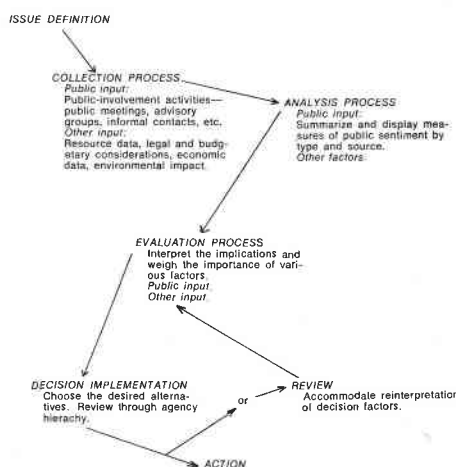 ISSUE DEFINITION
COLLECTION PROCESS
Public input:
Public-involvement activities—
public meetings, advisory
groups, informal contacts, etc.
Other input:
Resource data, legal and budg-
etary considerations, economic
data, environmental impact.
ANALYSIS PROCESS
Public input:
Summarize and display mea-
sures of public sentiment by
type and source.
Other factors.
EVALUATION PROCESS
Interpret the implications and
weigh the importance of vari-
ous factors.
Public input.
Other input.
DECISION IMPLEMENTATION
Choose the desired alterna-
tives. Review through agency
hierarchy.
or
REVIEW
Accommodate reinterpretation
of decision factors.
ACTION